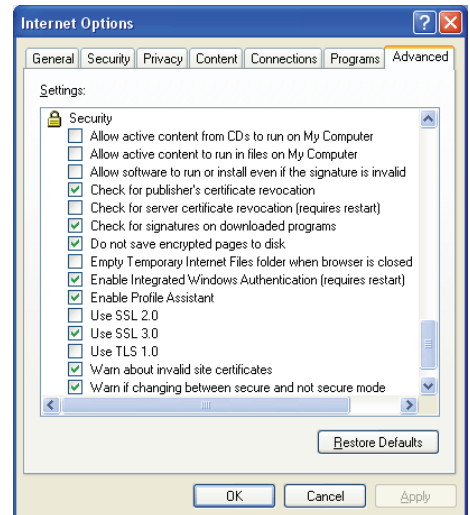 Internet Options
General Security Privacy Content Connections Programs Advanced
Settings:
Security
Allow active content from CDs to run on My Computer
Allow active content to run in files on My Computer
Allow software to run or install even if the signature is invalid
Check for publisher's certificate revocation
Check for server certificate revocation (requires restart)
Check for signatures on downloaded programs
Do not save encrypted pages to disk
Empty Temporary Internet Files folder when browser is closed
Enable Integrated Windows Authentication (requires restart)
Enable Profile Assistant
Use SSL 2.0
Use SSL 3.0
Use TLS 1.0
Warn about invalid site certificates
Warn if changing between secure and not secure mode
Restore Defaults
OK Cancel Apply